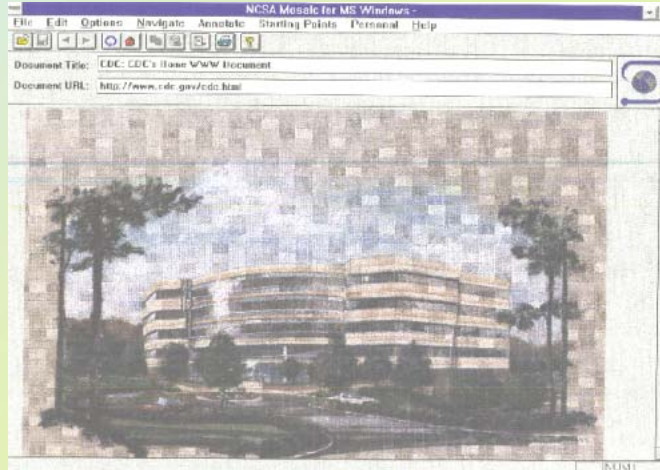 NCSA Mosaic for MS Windows -
File Edit Options Navigate Annotate Starting Points Personal Help
Document Title: CDC: CDC's Home WWW Document
Document URL: http://www.cdc.gov/cdc.html
NUM